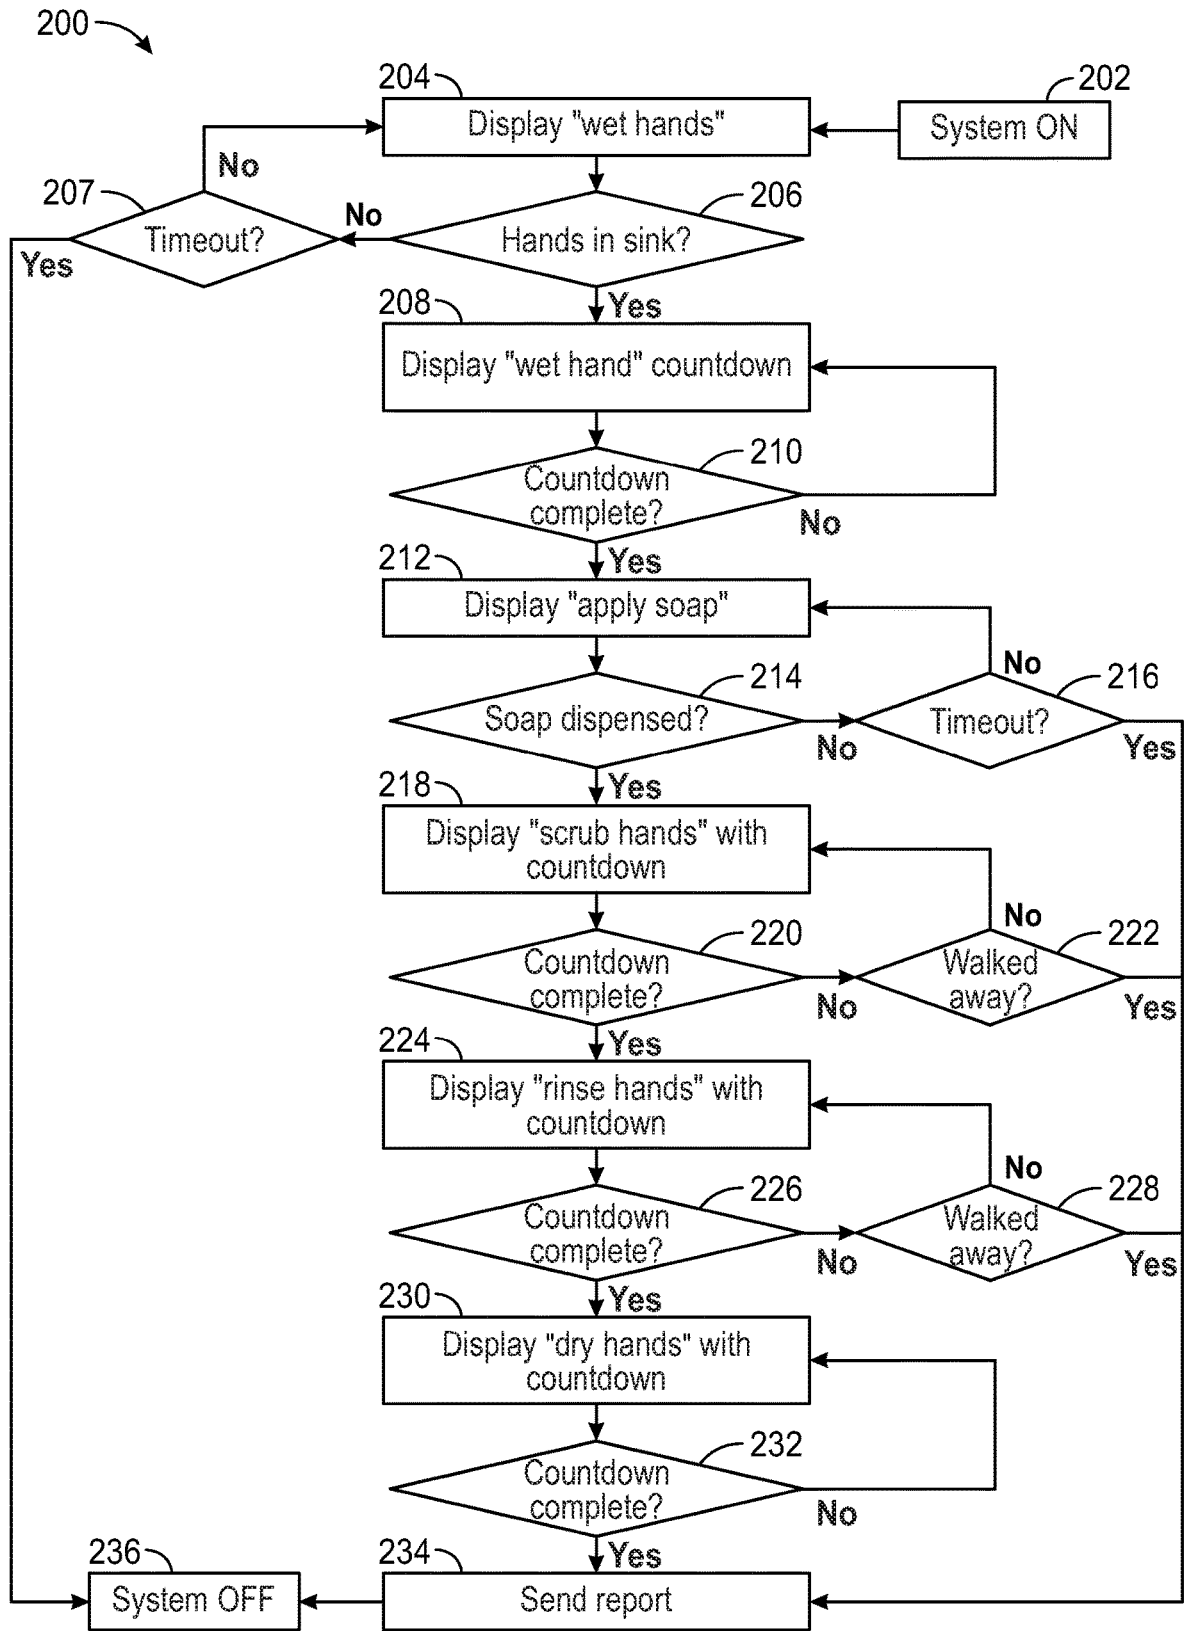 200
204
202
Display "wet hands"
System ON
No
207
206
No
Timeout?
Hands in sink?
Yes
Yes
208
Display "wet hand" countdown
210
Countdown
complete?
No
Yes
212
Display "apply soap"
No
214
216
Soap dispensed?
Timeout?
No
Yes
Yes
218
Display "scrub hands" with
countdown
No
220
222
Countdown
complete?
Walked
away?
No
Yes
Yes
224
Display "rinse hands" with
countdown
No
226
228
Countdown
complete?
Walked
away?
No
Yes
Yes
230
Display "dry hands" with
countdown
232
Countdown
complete?
No
Yes
236
234
System OFF
Send report